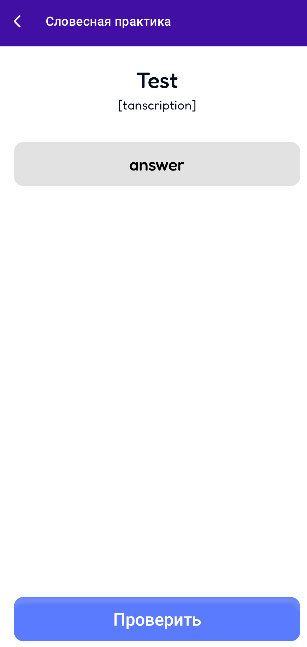 Словесная практика
Test
[tanscription]
answer
Проверить